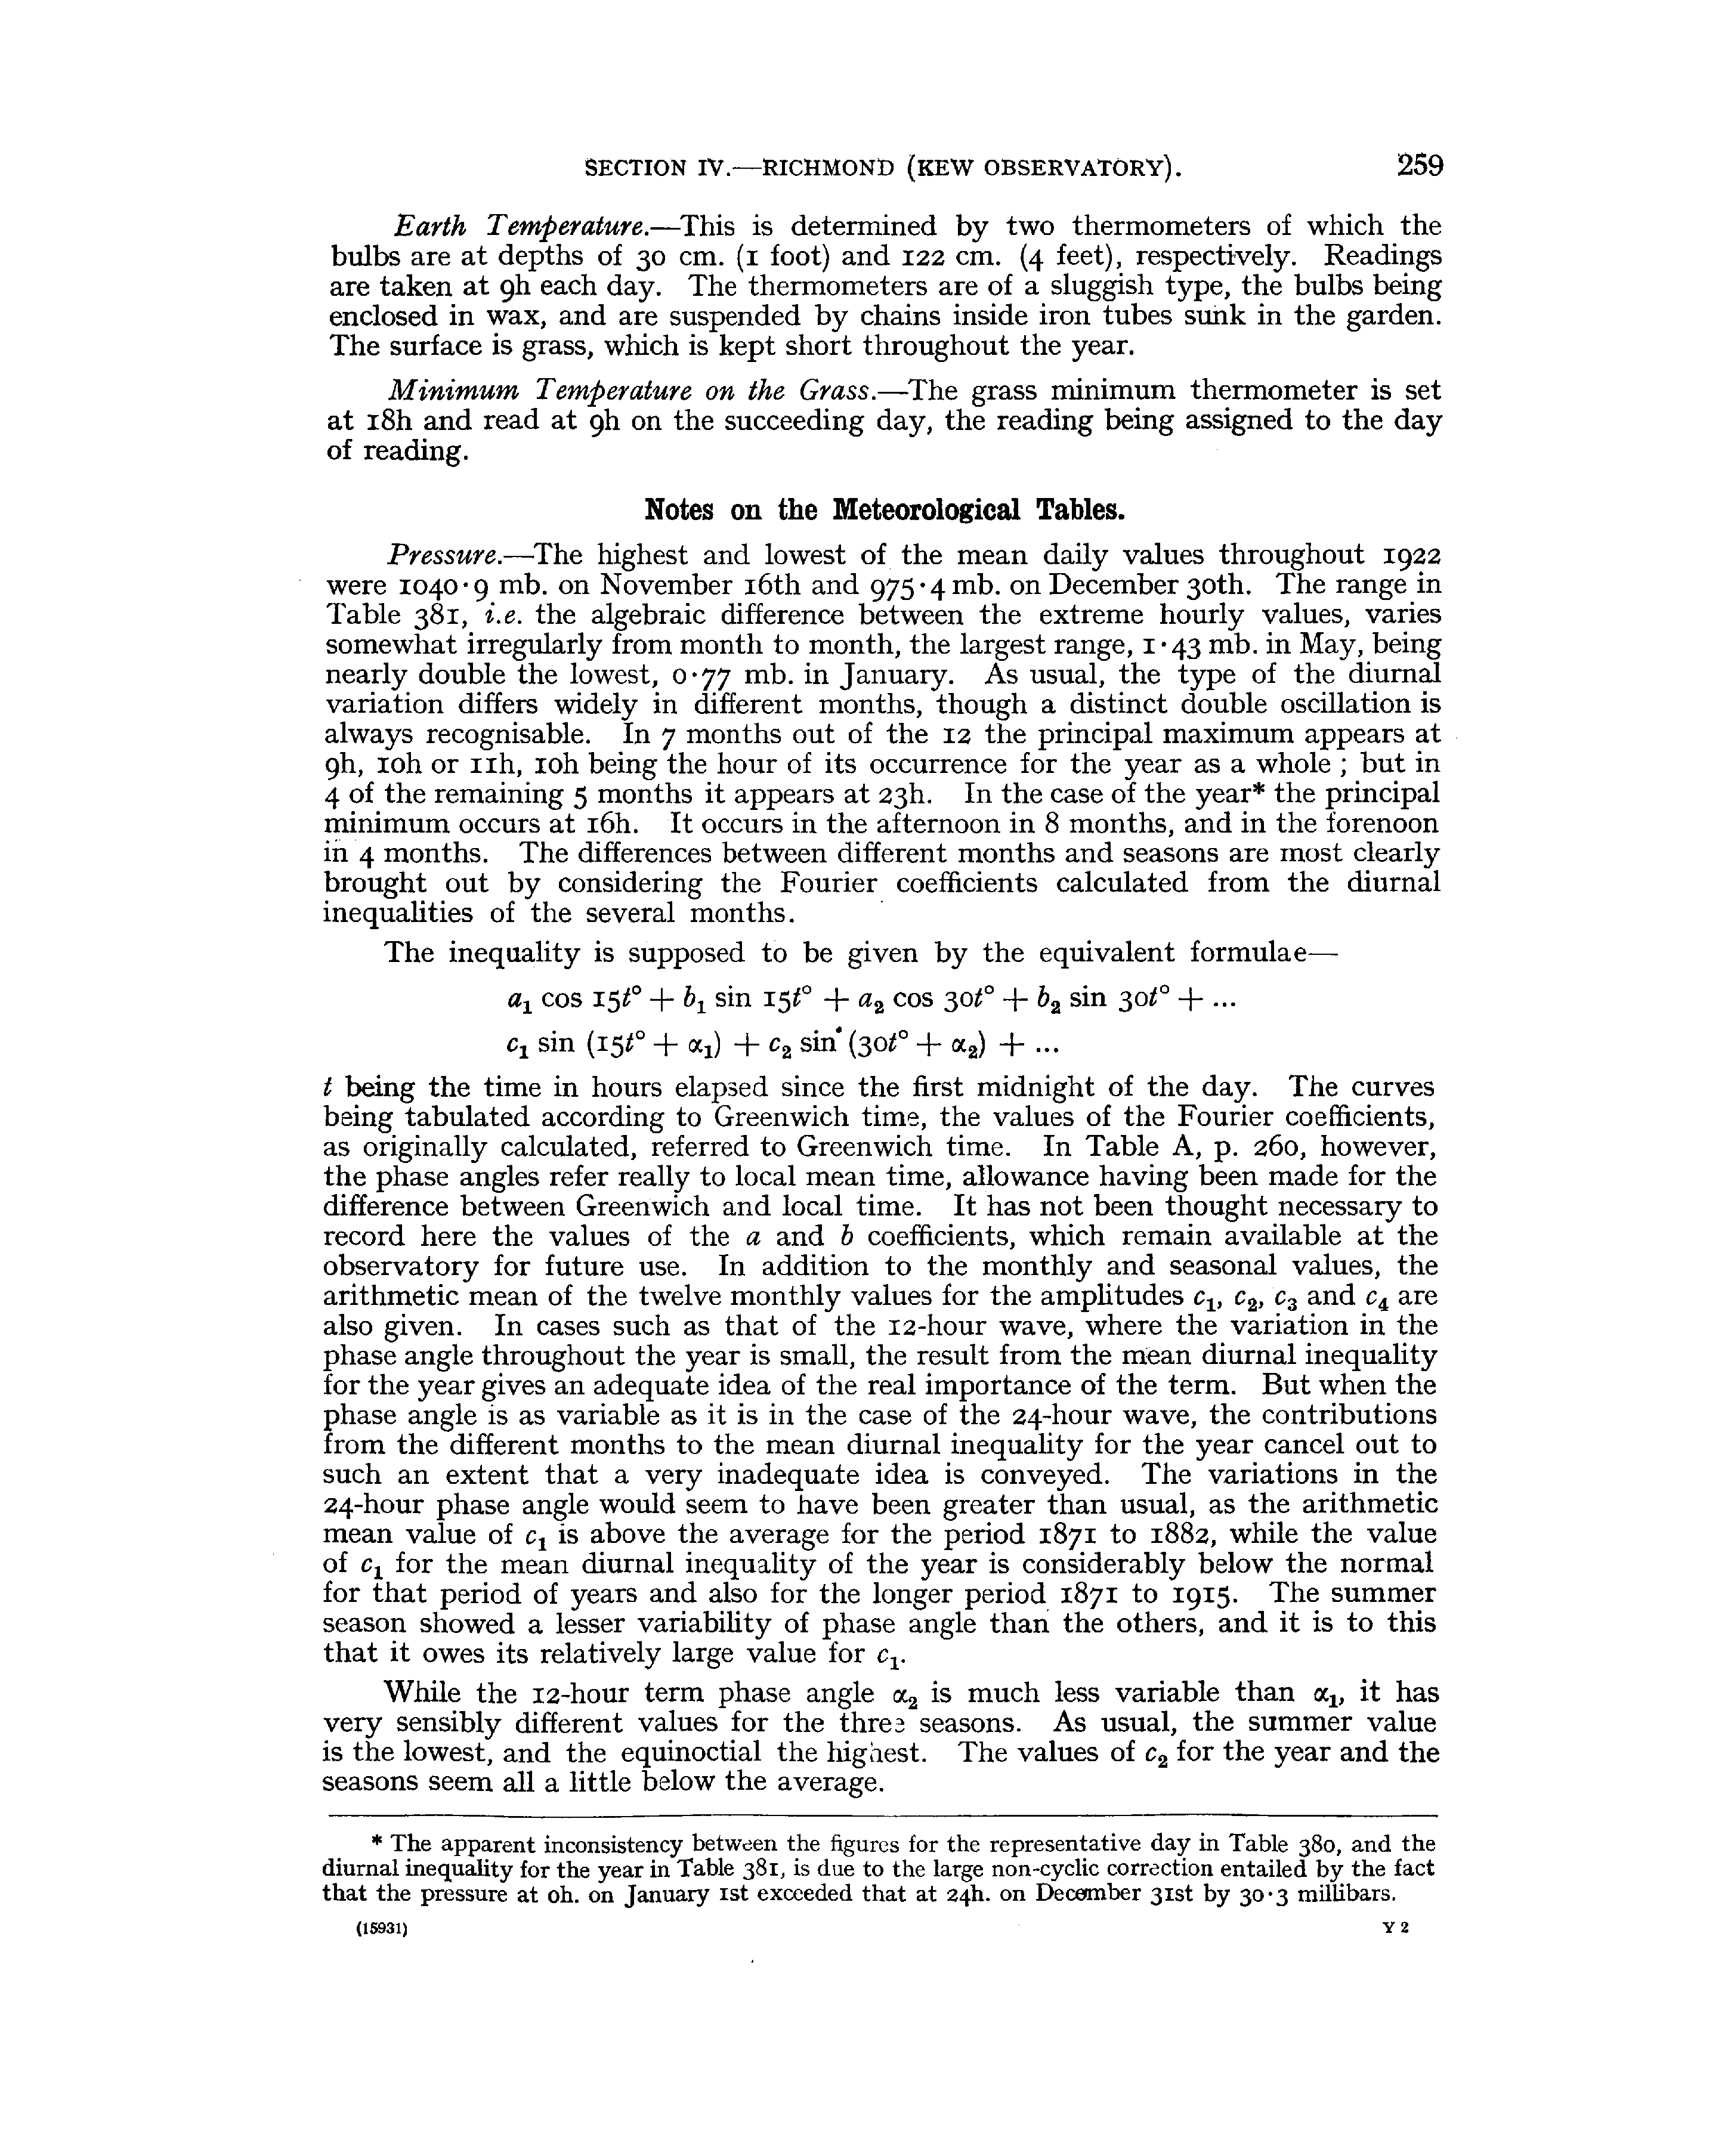 SECTION IV.—RICHMOND (KEW OBSERVATORY). 259
Earth Temperature.—This is determined by two thermometers of which the
bulbs are at depths of 30 cm. (1 foot) and 122 cm. (4 feet), respectively. Readings
are taken at 9h each day. The thermometers are of a sluggish type, the bulbs being
enclosed in wax, and are suspended by chains inside iron tubes sunk in the garden.
The surface is grass, which is kept short throughout the year.
Minimum Temperature on the Grass.—The grass minimum thermometer is set
at 18h and read at 9h on the succeeding day, the reading being assigned to the day
of reading.
Notes on the Meteorological Tables.
Pressure.—The highest and lowest of the mean daily values throughout 1922
were 1040·9 mb. on November 16th and 975·4 mb. on December 30th. The range in
Table 381, i.e. the algebraic difference between the extreme hourly values, varies
somewhat irregularly from month to month, the largest range, 1·43 mb. in May, being
nearly double the lowest, 0·77 mb. in January. As usual, the type of the diurnal
variation differs widely in different months, though a distinct double oscillation is
always recognisable. In 7 months out of the 12 the principal maximum appears at
9h, 10h or 11h, 10h being the hour of its occurrence for the year as a whole ; but in
4 of the remaining 5 months it appears at 23h. In the case of the year* the principal
minimum occurs at 16h. It occurs in the afternoon in 8 months, and in the forenoon
in 4 months. The differences between different months and seasons are most clearly
brought out by considering the Fourier coefficients calculated from the diurnal
inequalities of the several months.
The inequality is supposed to be given by the equivalent formulae—
a₁ cos 15t° + b₁ sin 15t° + a₂ cos 30t° + b₂ sin 30t° + ...
c₁ sin (15t° + α₁) + c₂ sin (30t° + α₂) + ...
t being the time in hours elapsed since the first midnight of the day. The curves
being tabulated according to Greenwich time, the values of the Fourier coefficients,
as originally calculated, referred to Greenwich time. In Table A, p. 260, however,
the phase angles refer really to local mean time, allowance having been made for the
difference between Greenwich and local time. It has not been thought necessary to
record here the values of the a and b coefficients, which remain available at the
observatory for future use. In addition to the monthly and seasonal values, the
arithmetic mean of the twelve monthly values for the amplitudes c₁, c₂, c₃ and c₄ are
also given. In cases such as that of the 12-hour wave, where the variation in the
phase angle throughout the year is small, the result from the mean diurnal inequality
for the year gives an adequate idea of the real importance of the term. But when the
phase angle is as variable as it is in the case of the 24-hour wave, the contributions
from the different months to the mean diurnal inequality for the year cancel out to
such an extent that a very inadequate idea is conveyed. The variations in the
24-hour phase angle would seem to have been greater than usual, as the arithmetic
mean value of c₁ is above the average for the period 1871 to 1882, while the value
of c₁ for the mean diurnal inequality of the year is considerably below the normal
for that period of years and also for the longer period 1871 to 1915. The summer
season showed a lesser variability of phase angle than the others, and it is to this
that it owes its relatively large value for c₁.
While the 12-hour term phase angle α₂ is much less variable than α₁, it has
very sensibly different values for the three seasons. As usual, the summer value
is the lowest, and the equinoctial the highest. The values of c₂ for the year and the
seasons seem all a little below the average.
* The apparent inconsistency between the figures for the representative day in Table 380, and the
diurnal inequality for the year in Table 381, is due to the large non-cyclic correction entailed by the fact
that the pressure at 0h. on January 1st exceeded that at 24h. on December 31st by 30·3 millibars.
(15931) Y 2